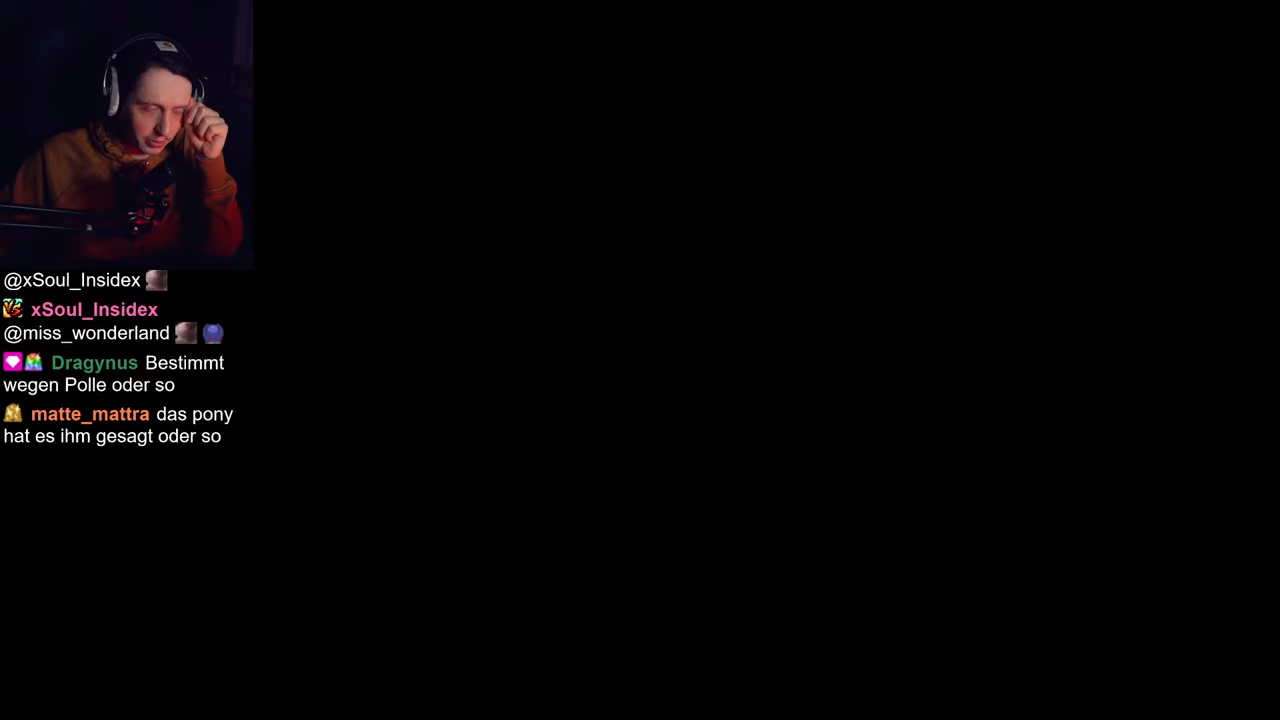 @xSoul_Insidex
xSoul_Insidex
@miss_wonderland
Dragynus Bestimmt
wegen Polle oder so
matte_mattra das pony
hat es ihm gesagt oder so